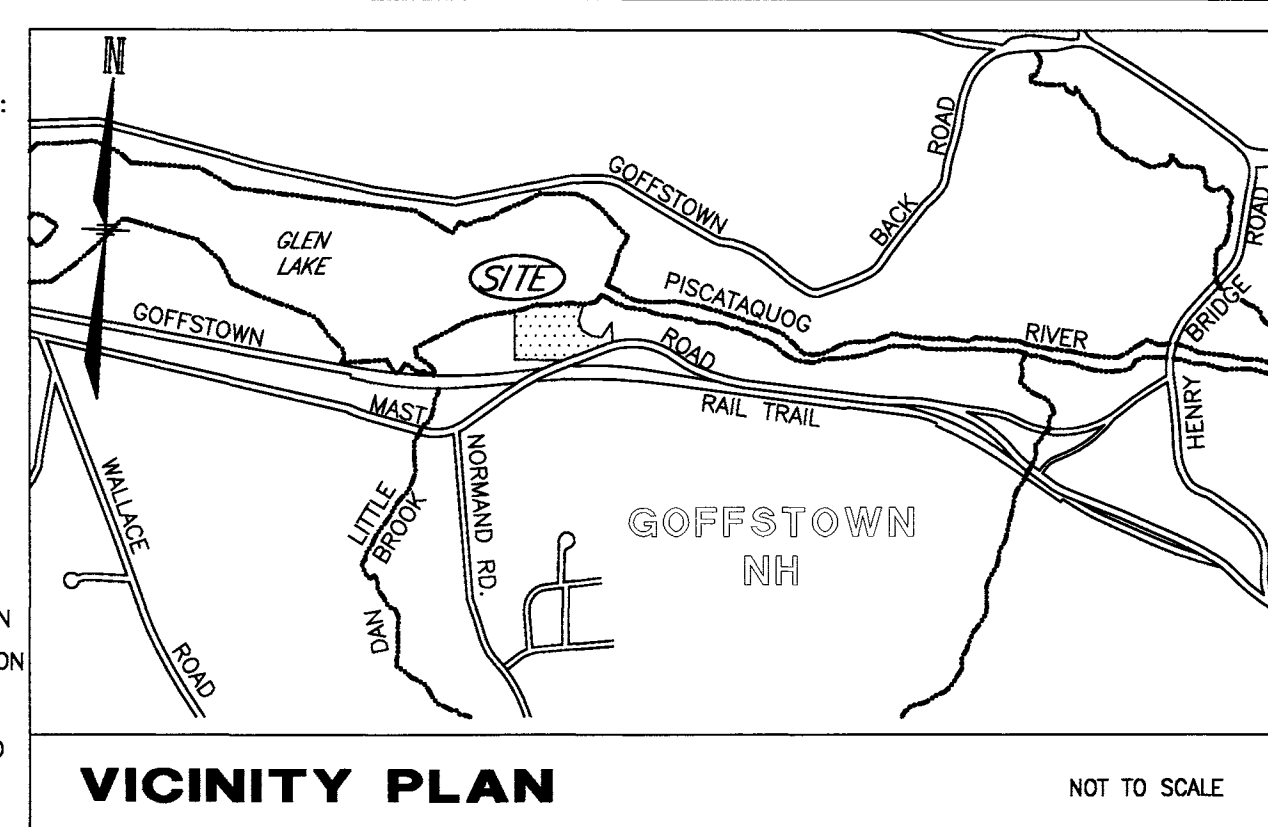 N
:
GOFFSTOWN
BACK
ROAD
ROAD
GLEN
LAKE
SITE
PISCATAQUOG
RIVER
BRIDGE
GOFFSTOWN
ROAD
MAST
RAIL TRAIL
HENRY
WALLACE
LITTLE
BROOK
NORMAND RD.
GOFFSTOWN
NH
DAN
ROAD
N
ON
VICINITY PLAN
NOT TO SCALE